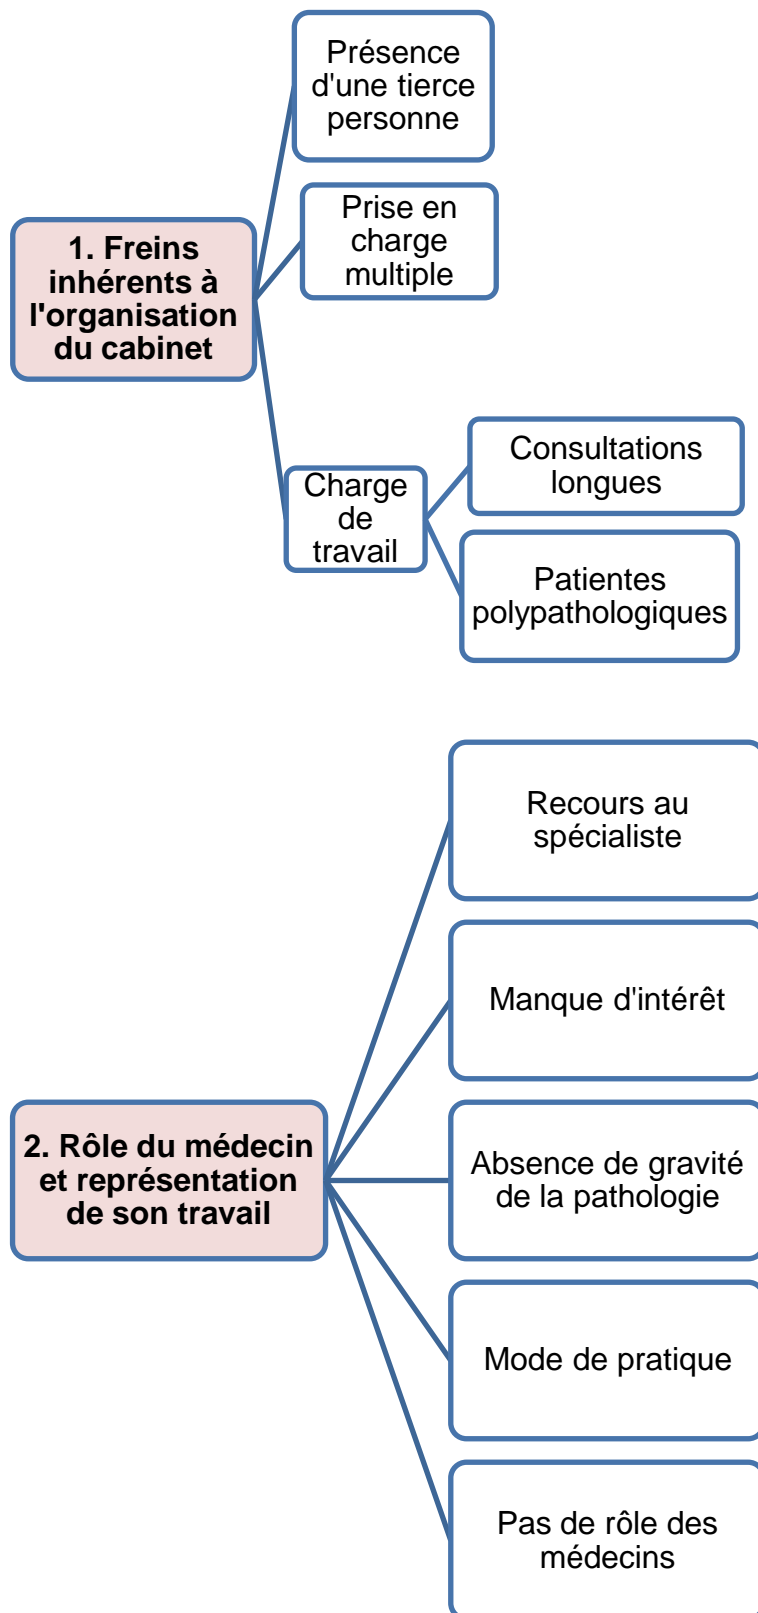 Présence
d'une tierce
personne
Prise en
charge
multiple
1. Freins
inhérents à
l'organisation
du cabinet
Charge
de
travail
Consultations
longues
Patientes
polypathologiques
Recours au
spécialiste
Manque d'intérêt
2. Rôle du médecin
et représentation
de son travail
Absence de gravité
de la pathologie
Mode de pratique
Pas de rôle des
médecins